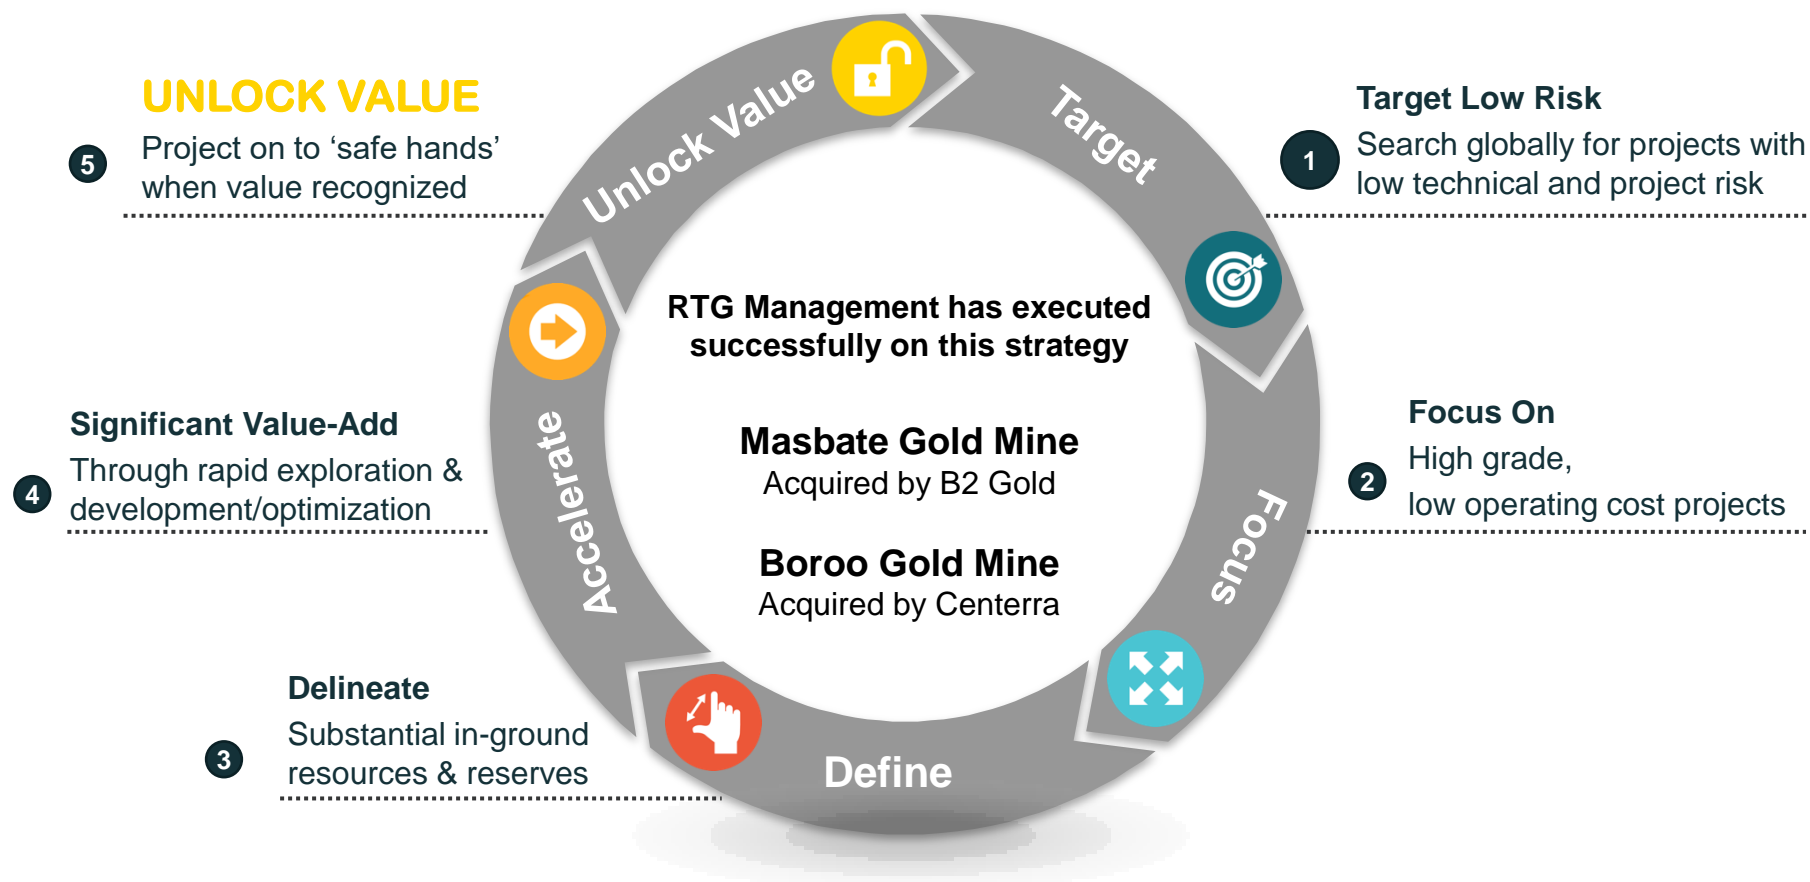 UNLOCK VALUE
5
Project on to ‘safe hands’
when value recognized
Unlock Value
Target
Target Low Risk
1
Search globally for projects with
low technical and project risk
RTG Management has executed
successfully on this strategy
Masbate Gold Mine
Acquired by B2 Gold
Boroo Gold Mine
Acquired by Centerra
Focus On
2
High grade,
low operating cost projects
Focus
Significant Value-Add
4
Through rapid exploration &
development/optimization
Accelerate
Delineate
3
Substantial in-ground
resources & reserves
Define